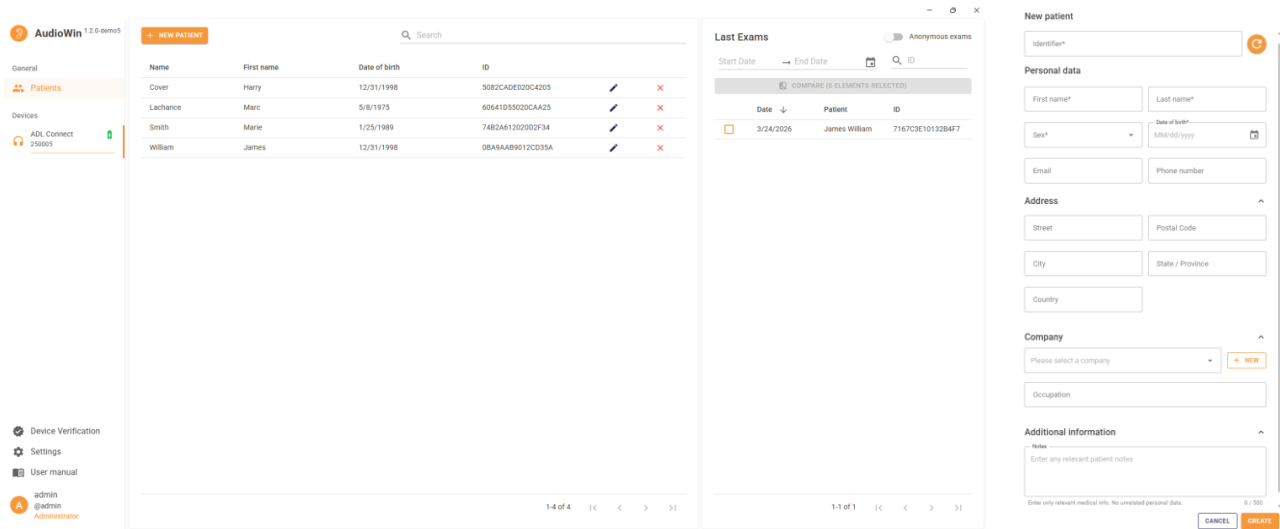 AudioWin 1.2.0-demo5
General
Patients
Devices
ADL Connect
250005
Device Verification
Settings
User manual
A
admin
@admin
Administrator
+ NEW PATIENT
Search
Name First name Date of birth ID
Cover Harry 12/31/1998 5082CADE020C4205
Lachance Marc 5/8/1975 60641D55020CAA25
Smith Marie 1/25/1989 74B2A612020D2F34
William James 12/31/1998 0BA9AAB9012CD35A
1-4 of 4
Last Exams
Anonymous exams
Start Date → End Date
ID
COMPARE (0 ELEMENTS SELECTED)
Date ↓ Patient ID
3/24/2026 James William 7167C3E10132B4F7
1-1 of 1
New patient
Identifier*
Personal data
First name* Last name*
Sex* Date of birth*
MM/dd/yyyy
Email Phone number
Address
Street Postal Code
City State / Province
Country
Company
Please select a company + NEW
Occupation
Additional information
Notes
Enter any relevant patient notes
Enter only relevant medical info. No unrelated personal data. 0 / 500
CANCEL CREATE